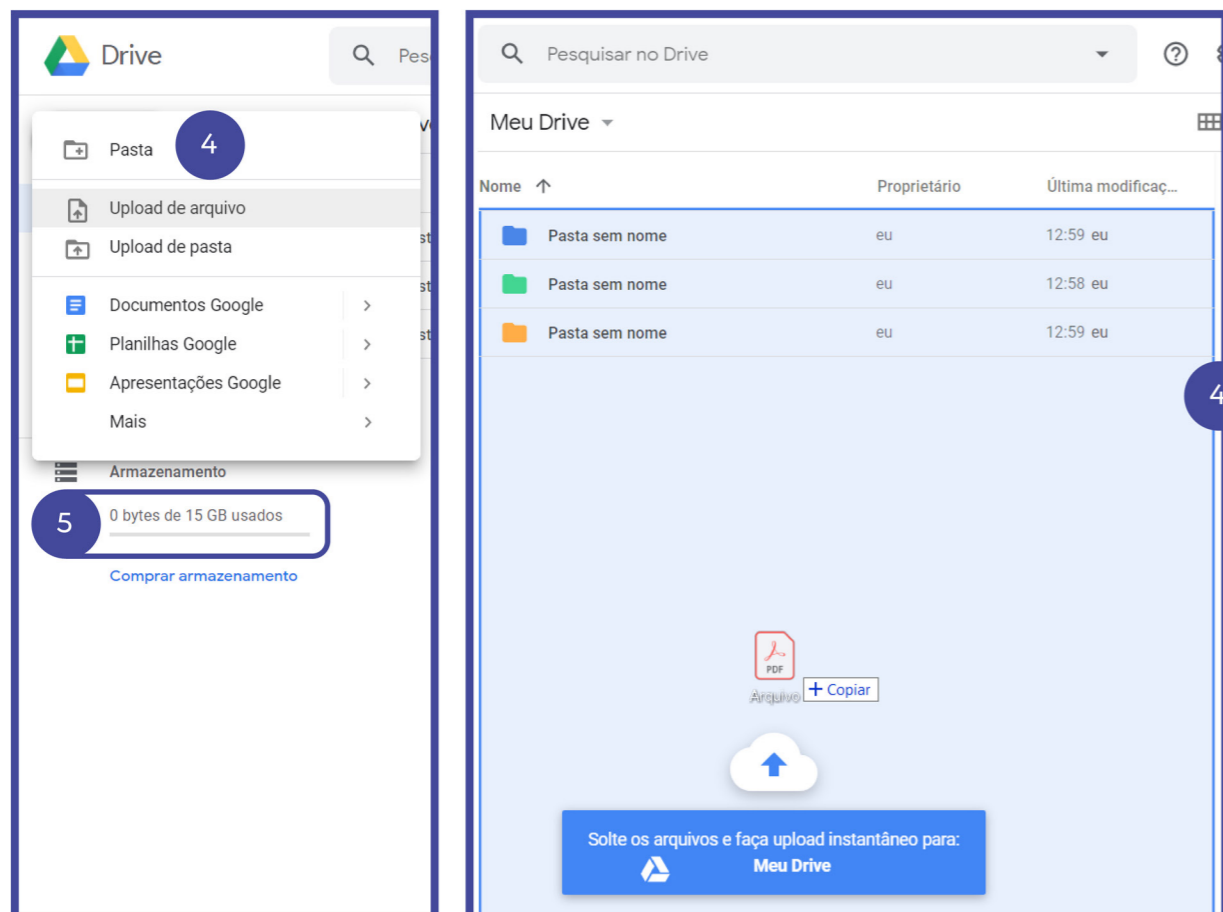 Drive
Pes
Pasta
4
Upload de arquivo
Upload de pasta
Documentos Google
Planilhas Google
Apresentações Google
Mais
Armazenamento
5
0 bytes de 15 GB usados
Comprar armazenamento
Pesquisar no Drive
Meu Drive
Nome Proprietário Última modificaç...
Pasta sem nome eu 12:59 eu
Pasta sem nome eu 12:58 eu
Pasta sem nome eu 12:59 eu
4
PDF
Arquivo + Copiar
Solte os arquivos e faça upload instantâneo para:
Meu Drive